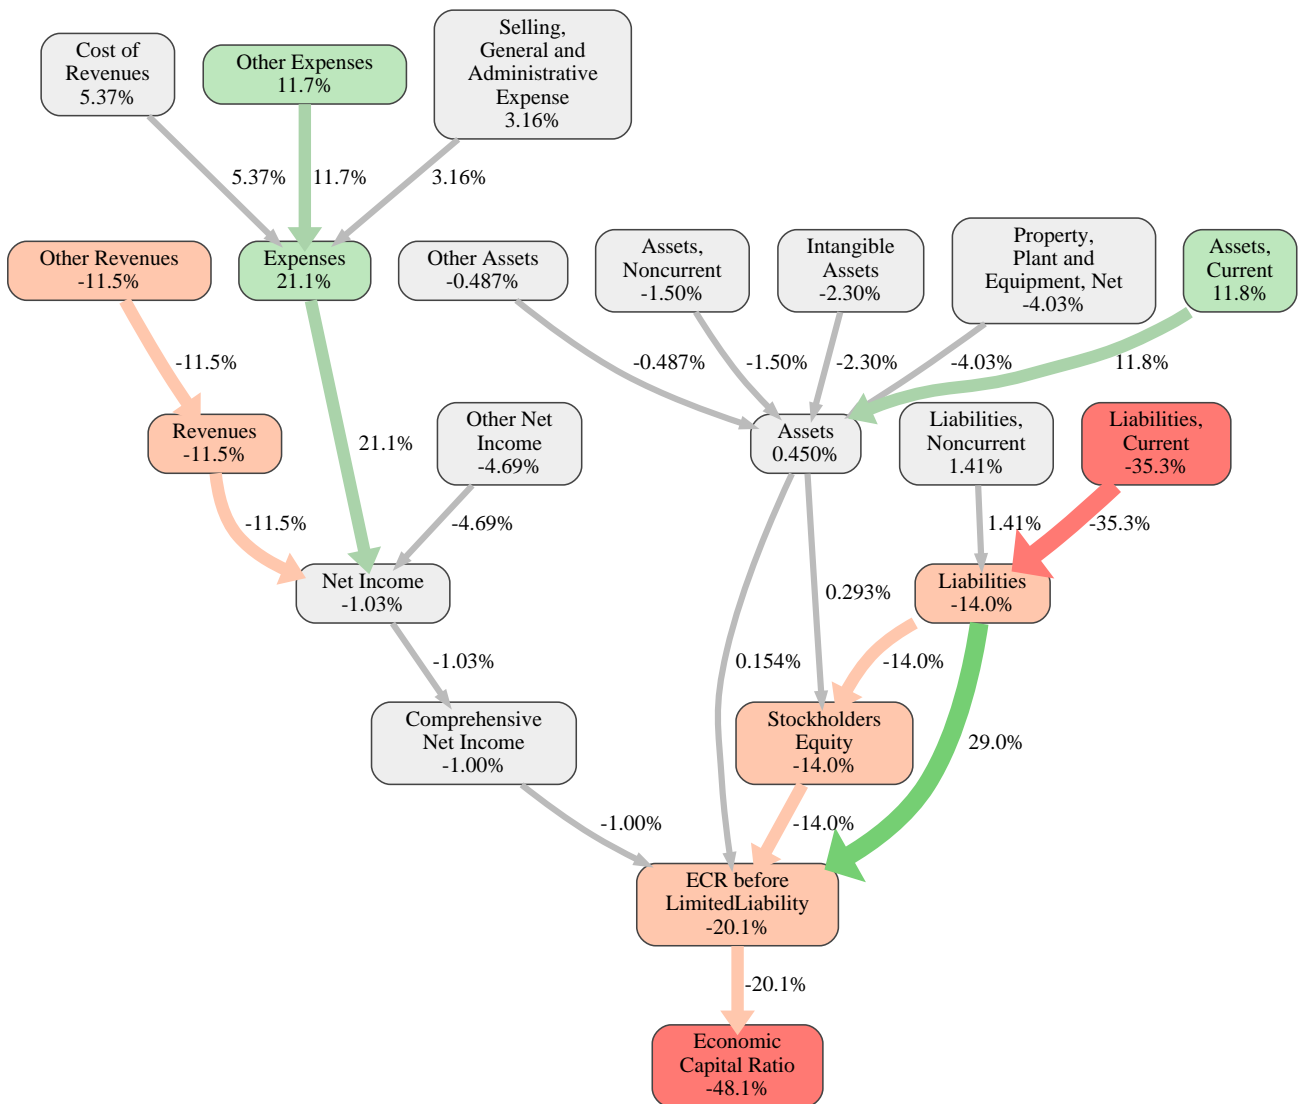 Cost of
Revenues
5.37%
Other Expenses
11.7%
Selling,
General and
Administrative
Expense
3.16%
5.37%
11.7%
3.16%
Other Revenues
-11.5%
Expenses
21.1%
Other Assets
-0.487%
Assets,
Noncurrent
-1.50%
Intangible
Assets
-2.30%
Property,
Plant and
Equipment, Net
-4.03%
Assets,
Current
11.8%
-11.5%
-0.487%
-1.50%
-2.30%
-4.03%
11.8%
Revenues
-11.5%
21.1%
Other Net
Income
-4.69%
Assets
0.450%
Liabilities,
Noncurrent
1.41%
Liabilities,
Current
-35.3%
-11.5%
-4.69%
1.41%
-35.3%
Net Income
-1.03%
0.293%
Liabilities
-14.0%
-1.03%
0.154%
-14.0%
Comprehensive
Net Income
-1.00%
Stockholders
Equity
-14.0%
29.0%
-1.00%
-14.0%
ECR before
LimitedLiability
-20.1%
-20.1%
Economic
Capital Ratio
-48.1%